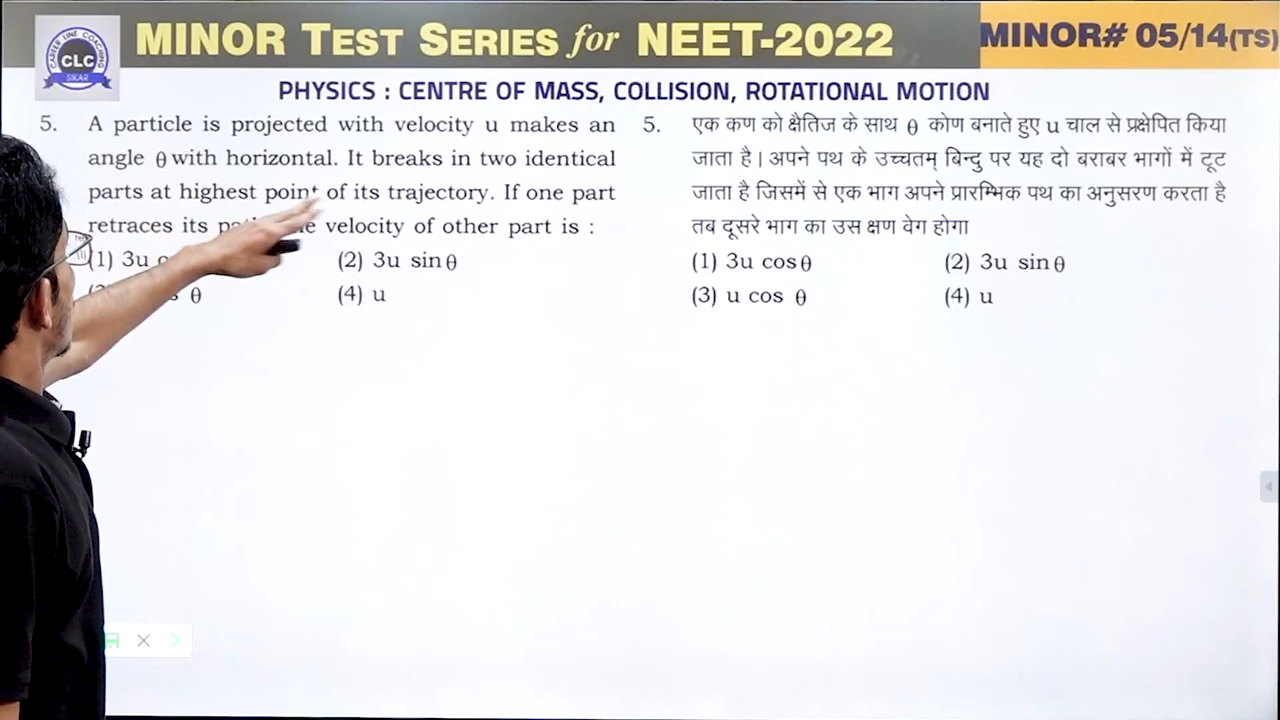 MINOR TEST SERIES for NEET-2022
MINOR# 05/14(TS)
CAREER LINE COACHING
CLC
SIKAR
PHYSICS : CENTRE OF MASS, COLLISION, ROTATIONAL MOTION
5. A particle is projected with velocity u makes an
angle θ with horizontal. It breaks in two identical
parts at highest point of its trajectory. If one part
retraces its velocity of other part is :
(1) 3u (2) 3u sinθ
θ (4) u
5. एक कण को क्षैतिज के साथ θ कोण बनाते हुए u चाल से प्रक्षेपित किया
जाता है। अपने पथ के उच्चतम् बिन्दु पर यह दो बराबर भागों में टूट
जाता है जिसमें से एक भाग अपने प्रारम्भिक पथ का अनुसरण करता है
तब दूसरे भाग का उस क्षण वेग होगा
(1) 3u cosθ (2) 3u sinθ
(3) u cos θ (4) u